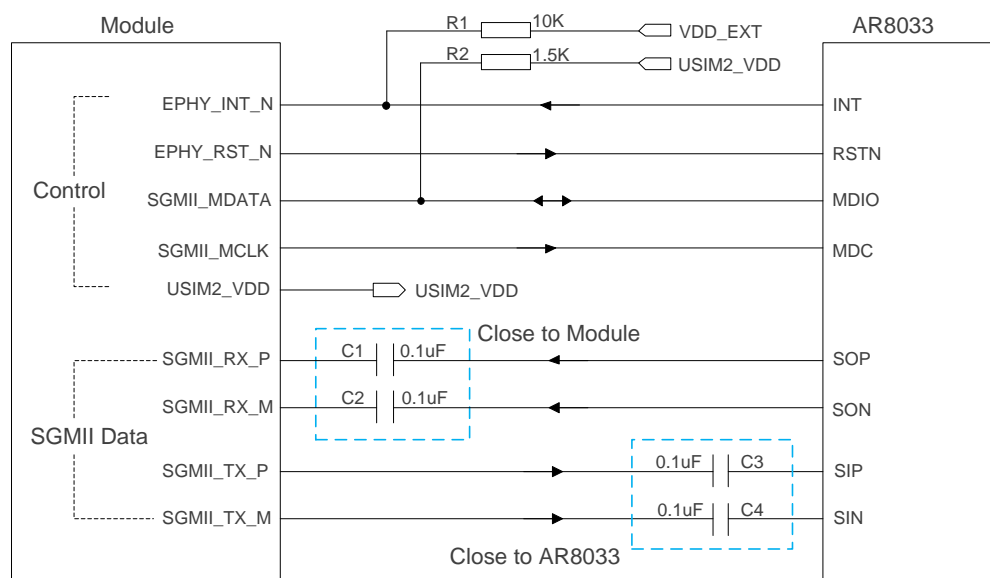 Module
R1 10K VDD_EXT
AR8033
R2 1.5K USIM2_VDD
EPHY_INT_N INT
EPHY_RST_N RSTN
Control
SGMII_MDATA MDIO
SGMII_MCLK MDC
USIM2_VDD USIM2_VDD
Close to Module
SGMII_RX_P C1 0.1uF SOP
SGMII_RX_M C2 0.1uF SON
SGMII Data
SGMII_TX_P 0.1uF C3 SIP
SGMII_TX_M 0.1uF C4 SIN
Close to AR8033